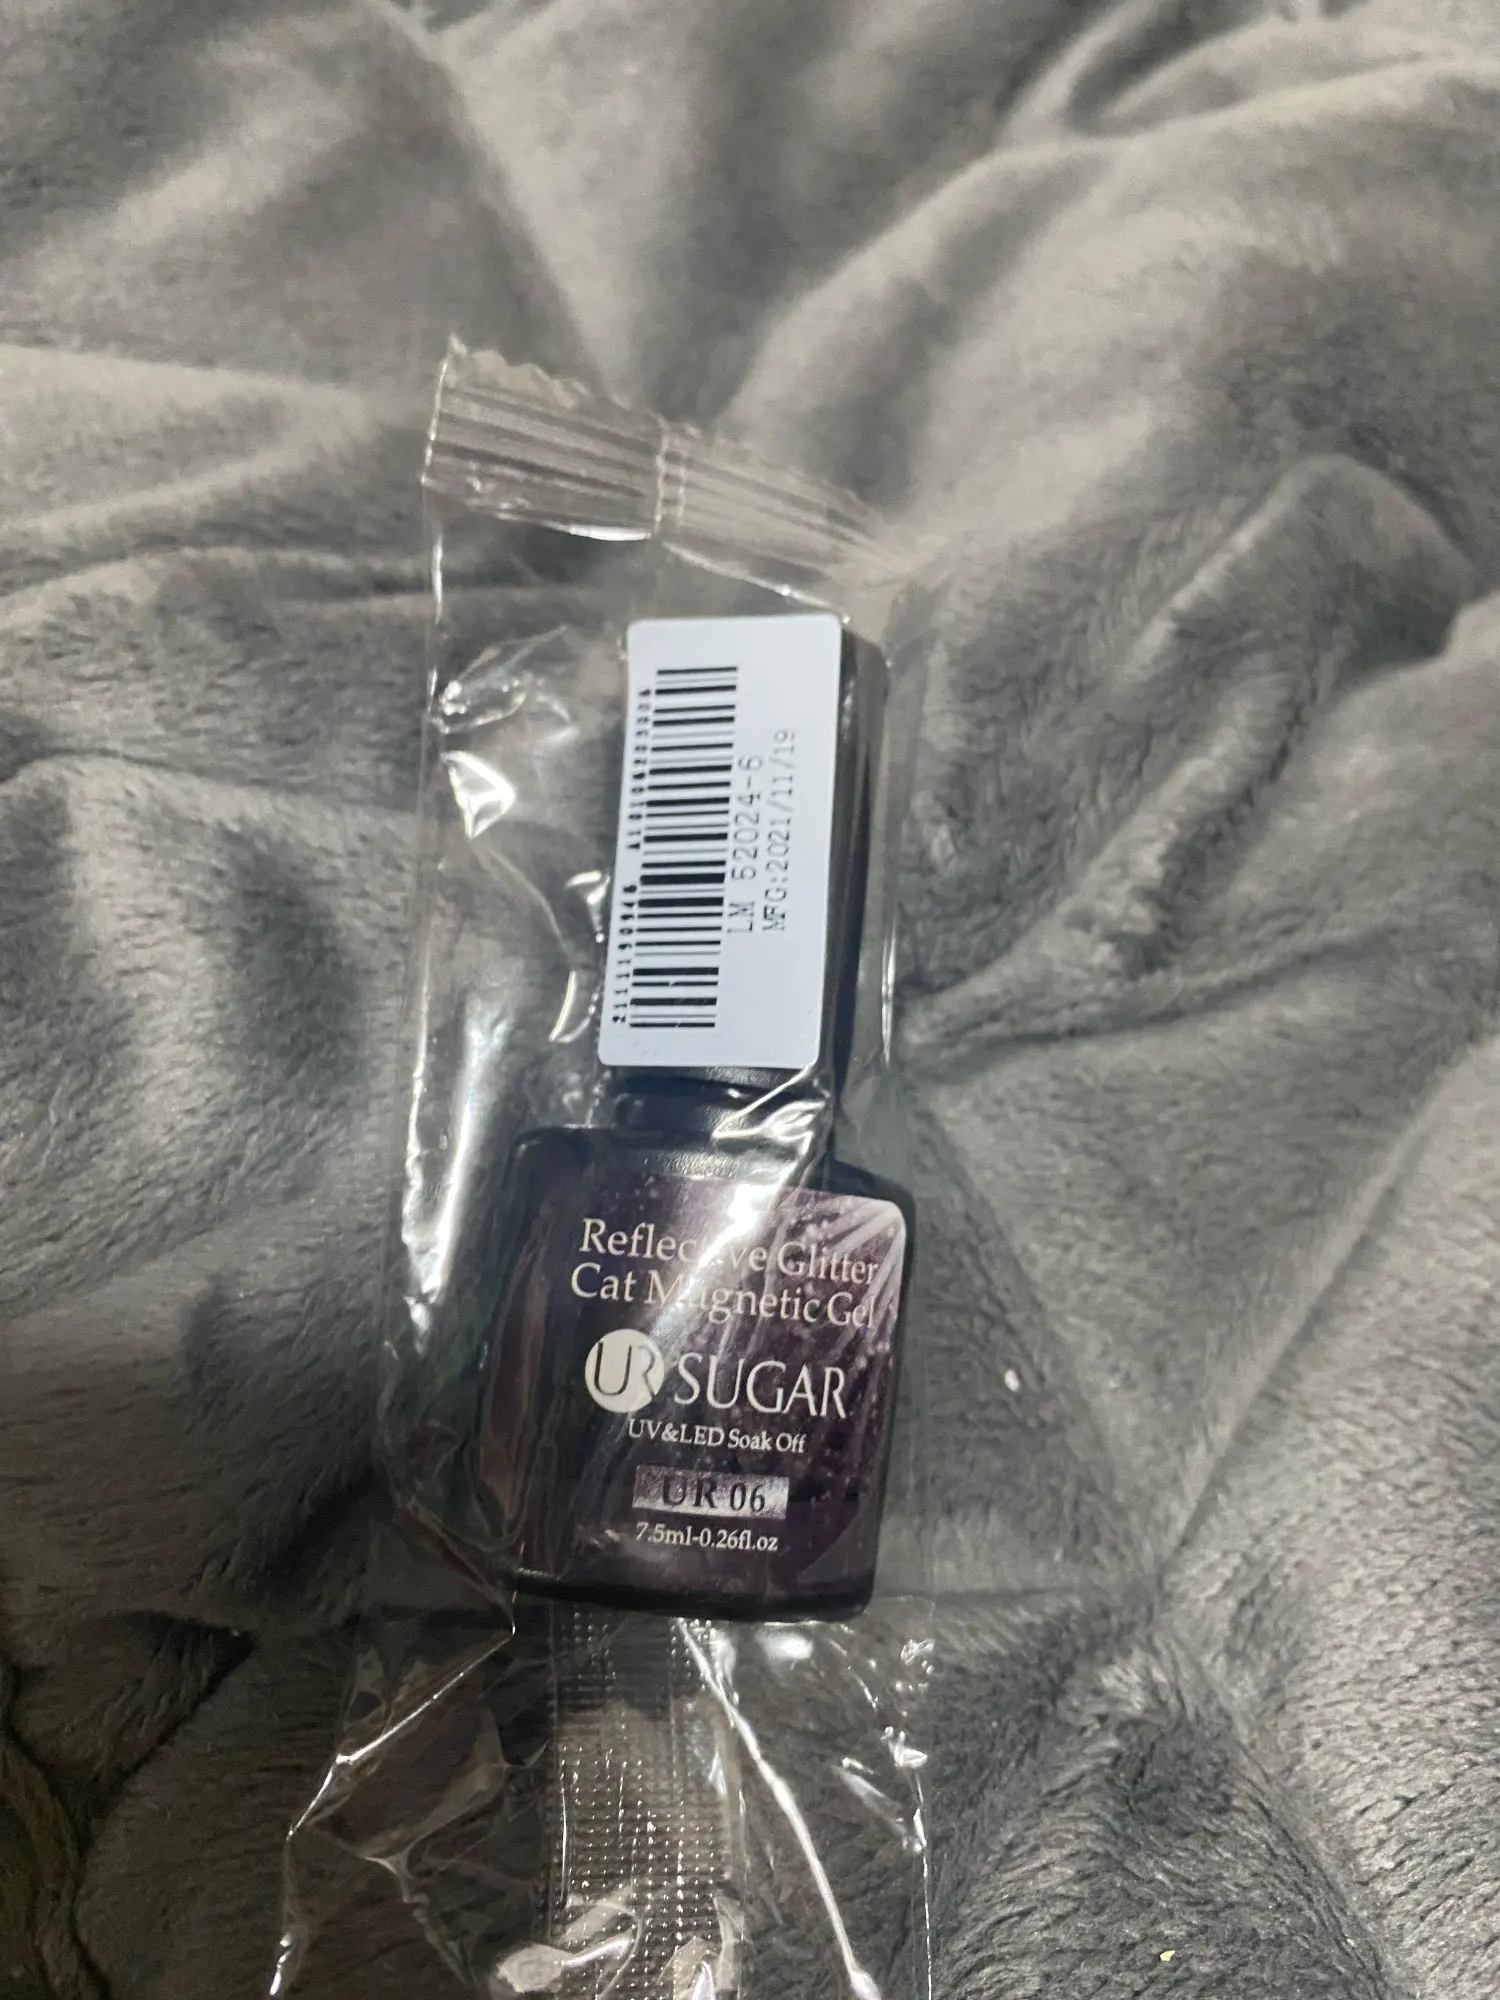 LM 52024-6
MFG:2021/11/19
Reflective Glitter
Cat Magnetic Gel
UR SUGAR
UV&LED Soak Off
UR 06
7.5ml-0.26fl.oz